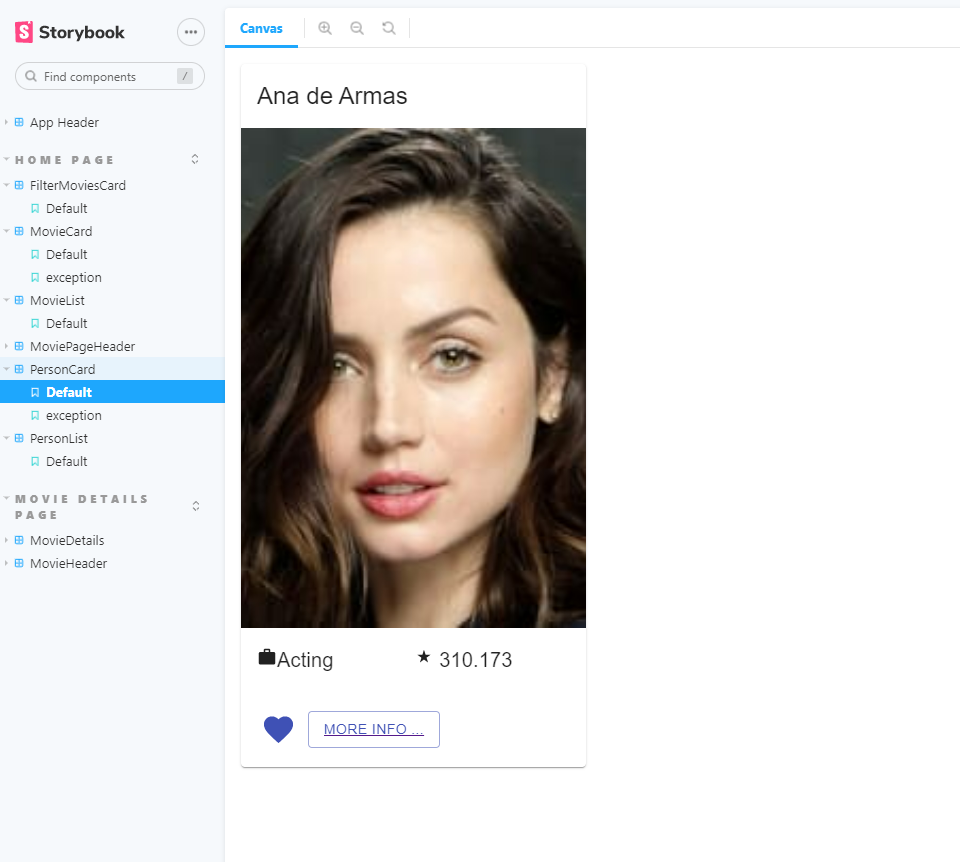 Storybook
Find components
/
App Header
HOME PAGE
FilterMoviesCard
Default
MovieCard
Default
exception
MovieList
Default
MoviePageHeader
PersonCard
Default
exception
PersonList
Default
MOVIE DETAILS
PAGE
MovieDetails
MovieHeader
Canvas
Ana de Armas
Acting
310.173
MORE INFO ...